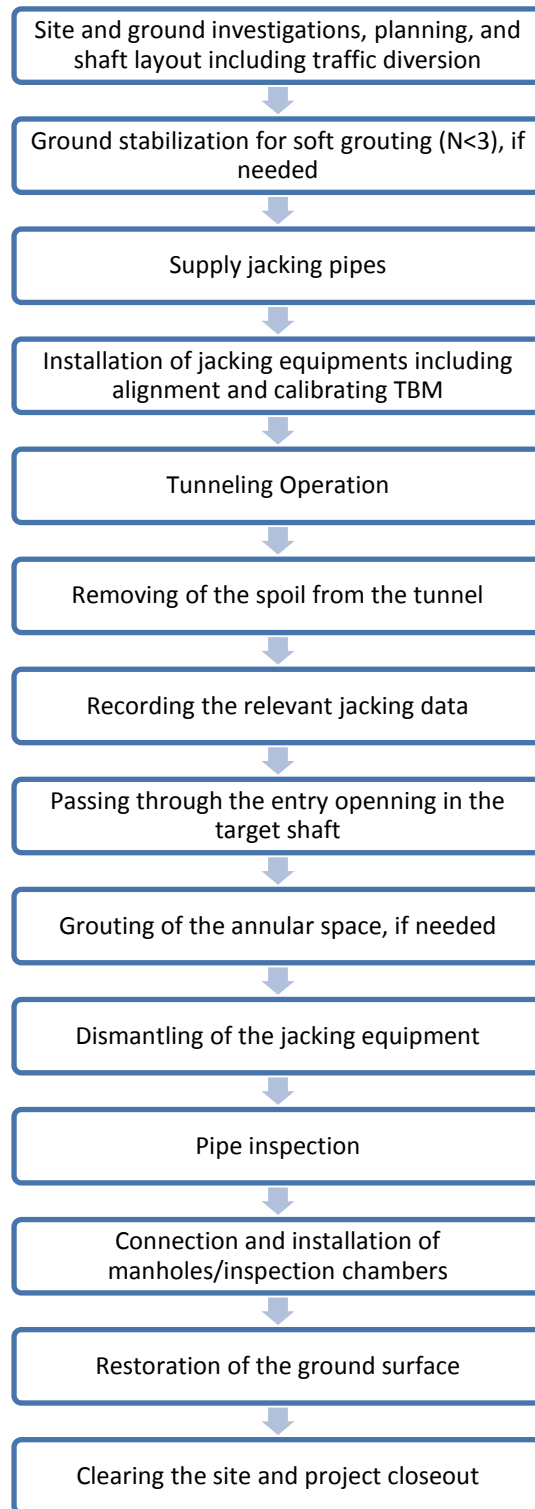 Site and ground investigations, planning, and
shaft layout including traffic diversion
Ground stabilization for soft grouting (N<3), if
needed
Supply jacking pipes
Installation of jacking equipments including
alignment and calibrating TBM
Tunneling Operation
Removing of the spoil from the tunnel
Recording the relevant jacking data
Passing through the entry openning in the
target shaft
Grouting of the annular space, if needed
Dismantling of the jacking equipment
Pipe inspection
Connection and installation of
manholes/inspection chambers
Restoration of the ground surface
Clearing the site and project closeout